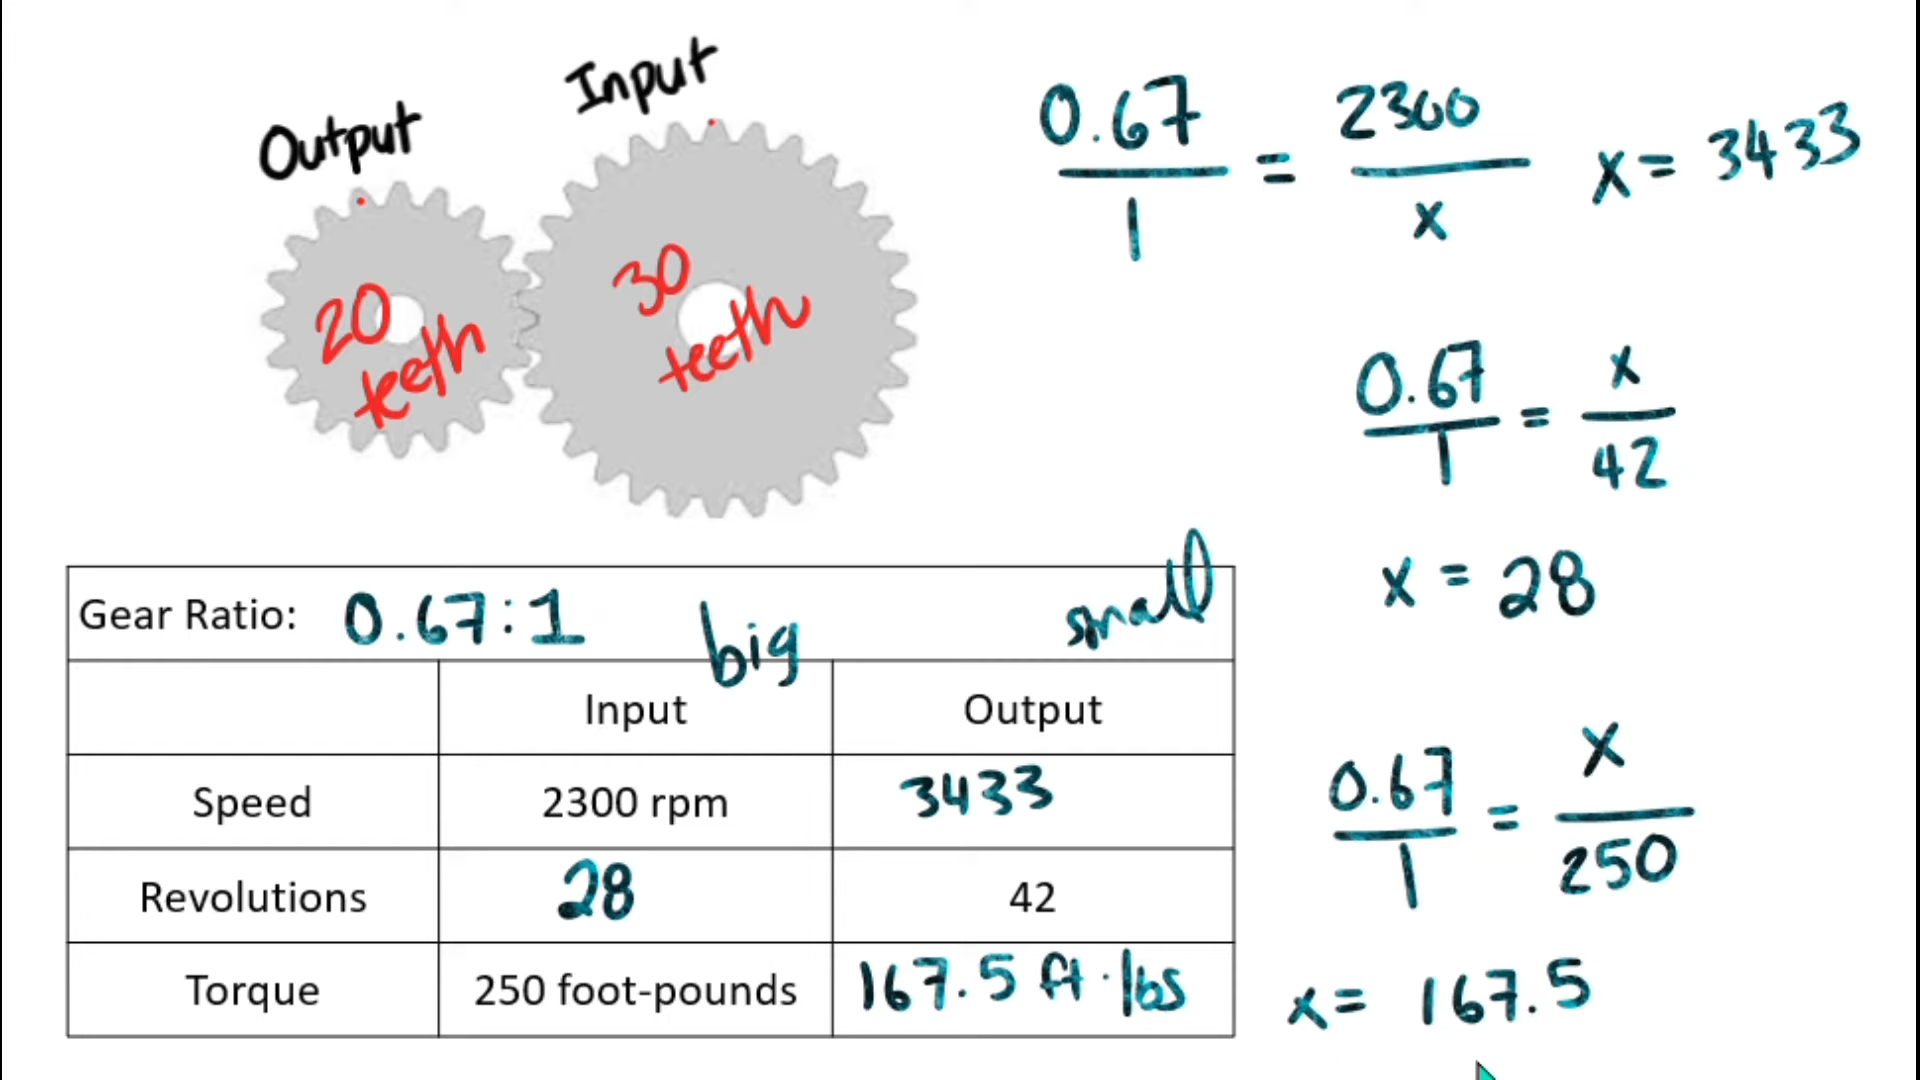 Output
Input
20
teeth
30
teeth
0.67
1
=
2300
x
x = 3433
0.67
1
=
x
42
x = 28
0.67
1
=
x
250
x = 167.5
Gear Ratio: 0.67:1 big small
Input Output
Speed 2300 rpm 3433
Revolutions 28 42
Torque 250 foot-pounds 167.5 ft·lbs